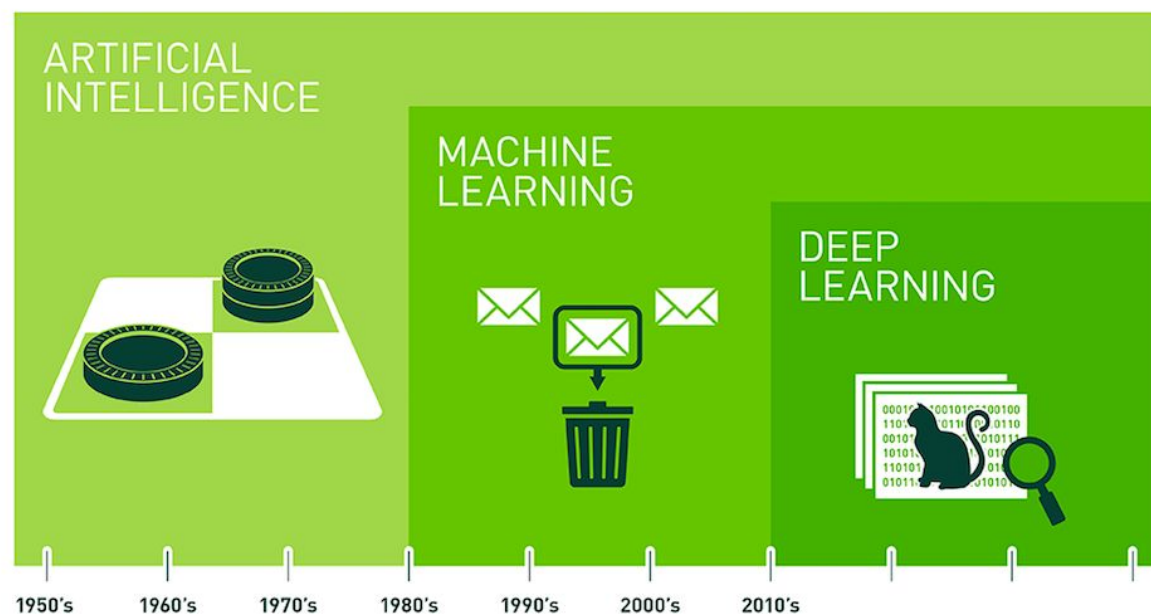 ARTIFICIAL
INTELLIGENCE
MACHINE
LEARNING
DEEP
LEARNING
1950's
1960's
1970's
1980's
1990's
2000's
2010's